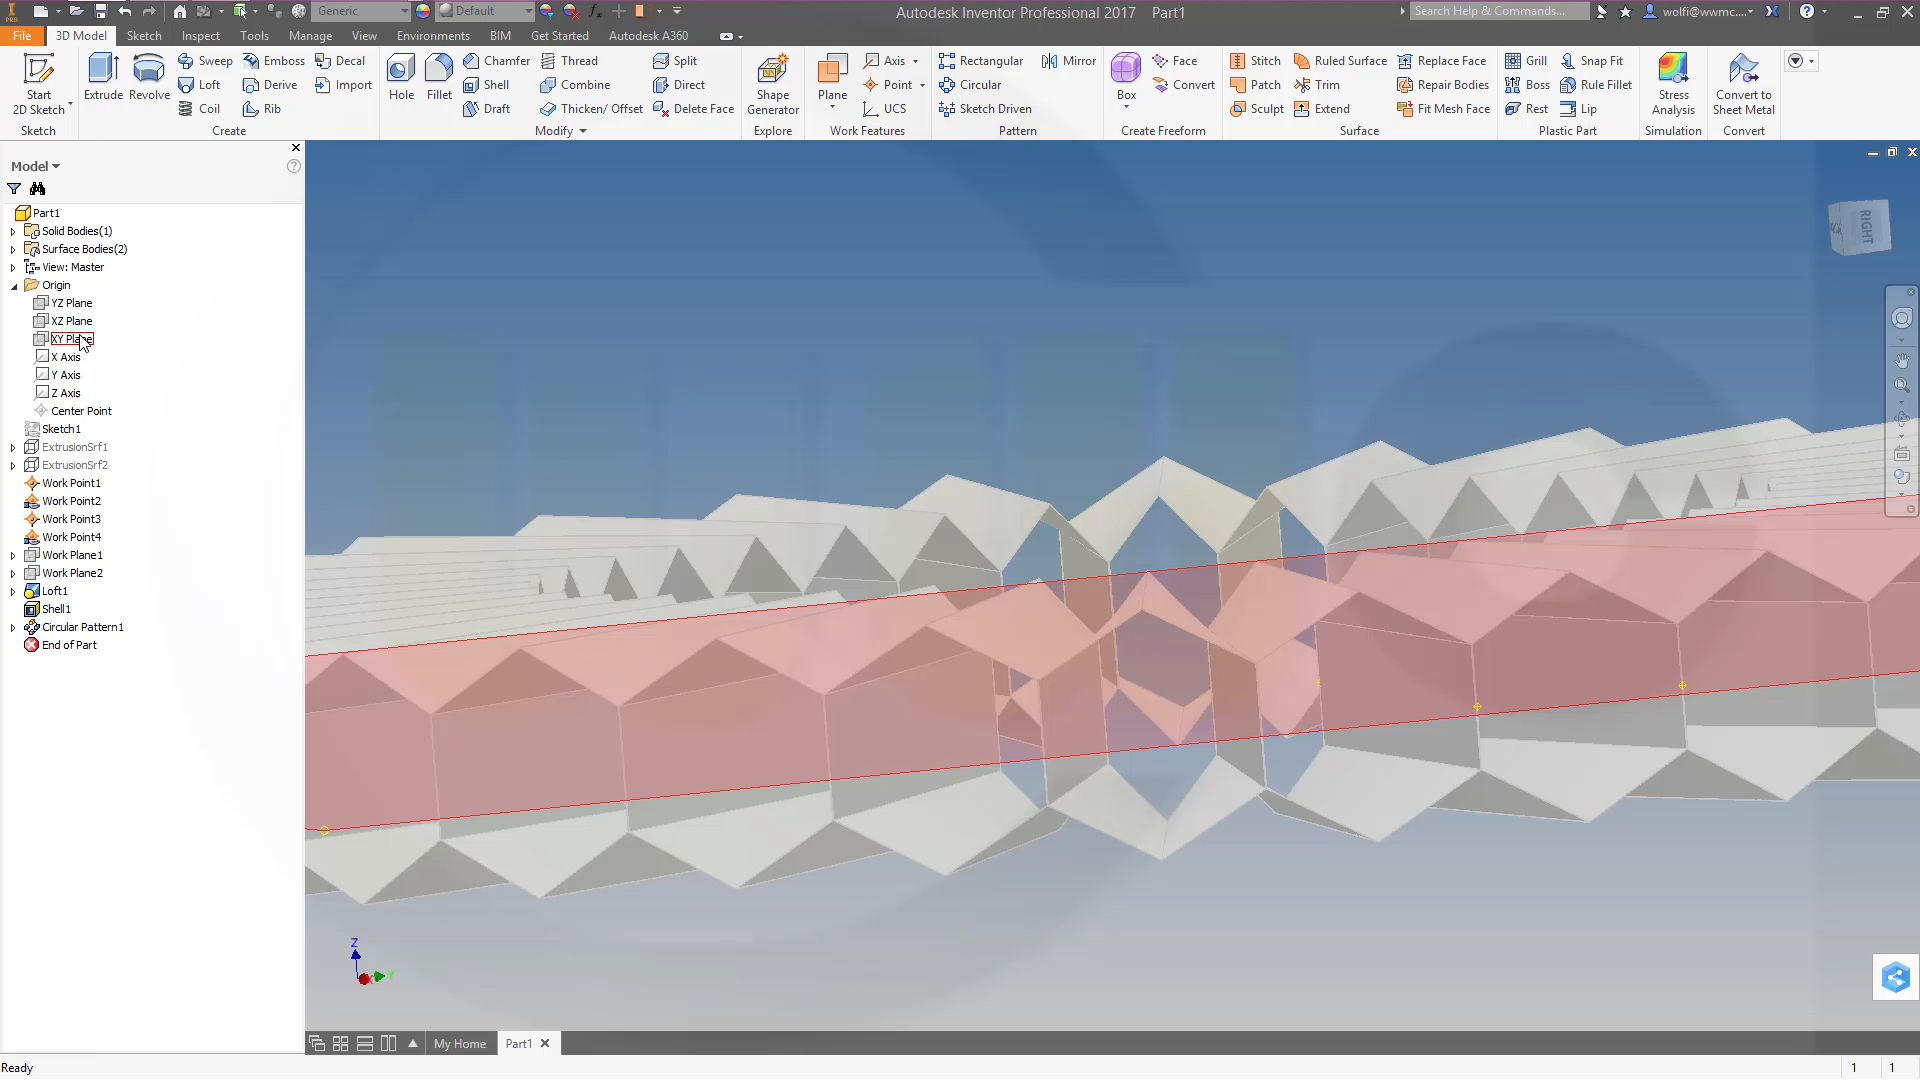 PRO
Generic
Default
Autodesk Inventor Professional 2017 Part1
Search Help & Commands...
wolfi@wwmc....
File
3D Model
Sketch
Inspect
Tools
Manage
View
Environments
BIM
Get Started
Autodesk A360
Start
2D Sketch
Sketch
Extrude
Revolve
Sweep
Loft
Coil
Emboss
Derive
Rib
Decal
Import
Create
Hole
Fillet
Chamfer
Shell
Draft
Thread
Combine
Thicken/ Offset
Split
Direct
Delete Face
Modify
Shape
Generator
Explore
Plane
Axis
Point
UCS
Work Features
Rectangular
Circular
Sketch Driven
Mirror
Pattern
Box
Face
Convert
Create Freeform
Stitch
Patch
Sculpt
Ruled Surface
Trim
Extend
Replace Face
Repair Bodies
Fit Mesh Face
Surface
Grill
Boss
Rest
Snap Fit
Rule Fillet
Lip
Plastic Part
Stress
Analysis
Simulation
Convert to
Sheet Metal
Convert
Model
Part1
Solid Bodies(1)
Surface Bodies(2)
View: Master
Origin
YZ Plane
XZ Plane
XY Plane
X Axis
Y Axis
Z Axis
Center Point
Sketch1
ExtrusionSrf1
ExtrusionSrf2
Work Point1
Work Point2
Work Point3
Work Point4
Work Plane1
Work Plane2
Loft1
Shell1
Circular Pattern1
End of Part
RIGHT
Z
Y
My Home
Part1
Ready
1 1